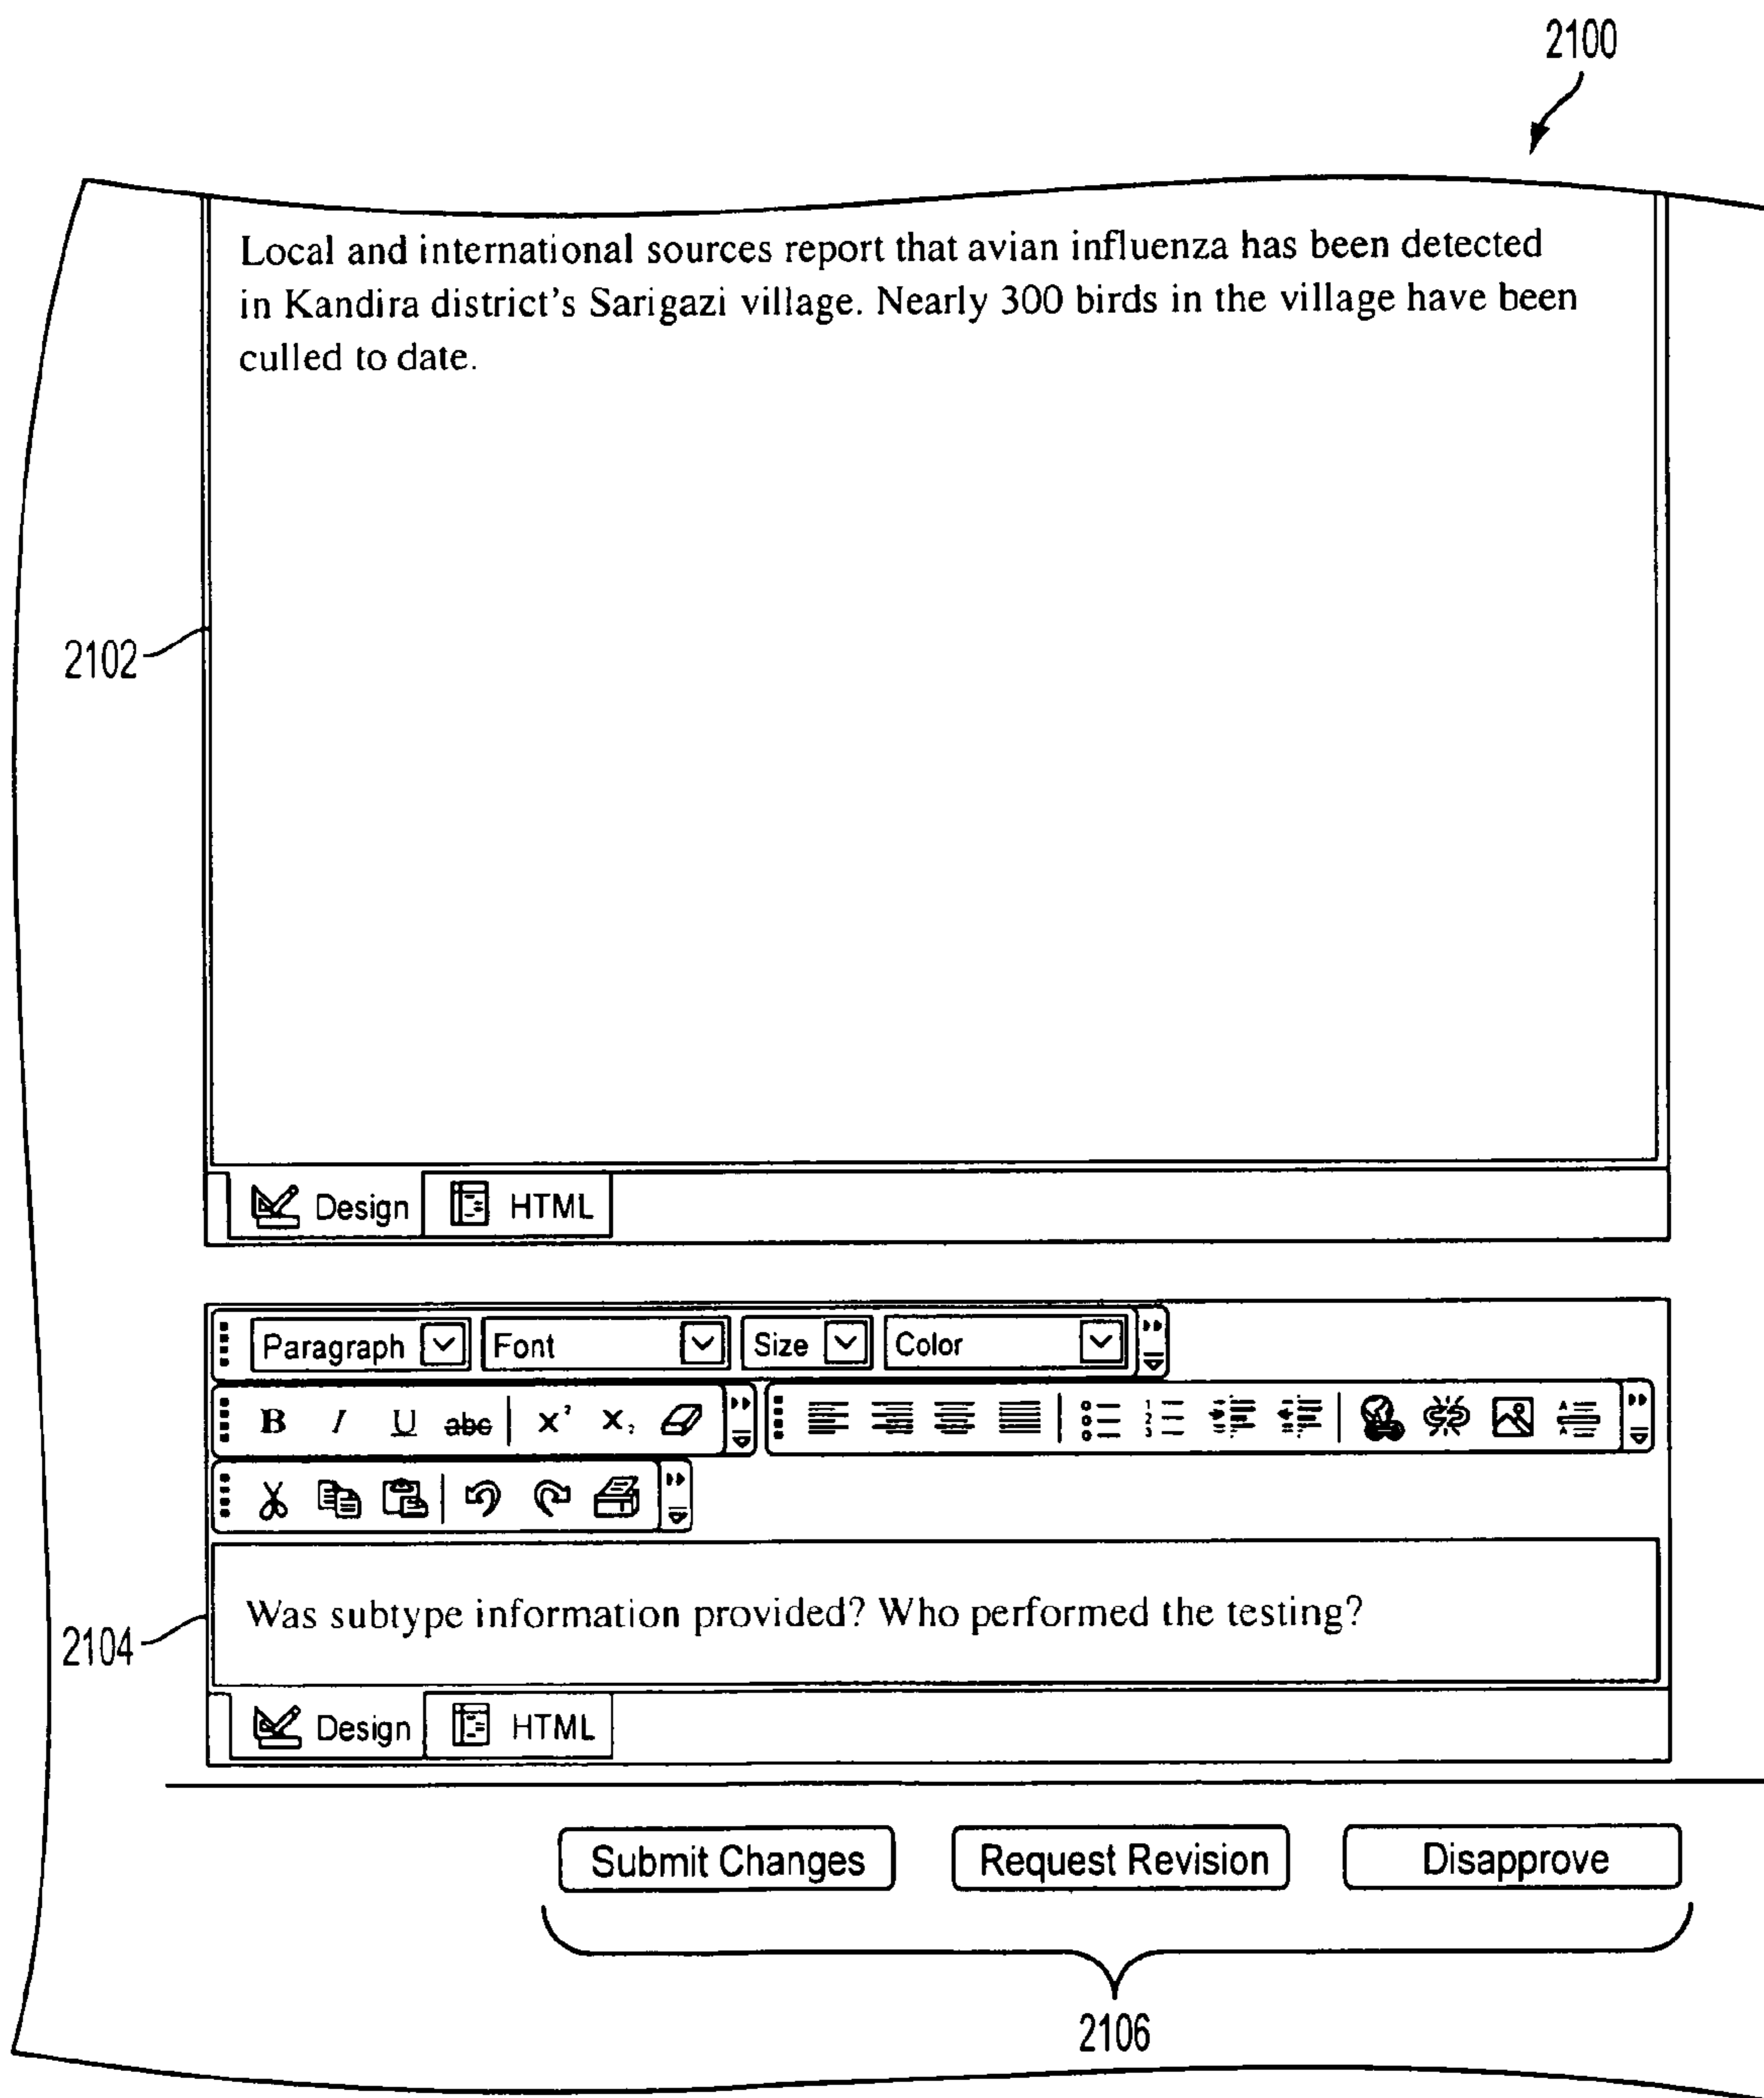 2100
Local and international sources report that avian influenza has been detected
in Kandira district's Sarigazi village. Nearly 300 birds in the village have been
culled to date.
2102
Design HTML
Paragraph Font Size Color
B I U abc x² x₂
2104
Was subtype information provided? Who performed the testing?
Design HTML
Submit Changes Request Revision Disapprove
2106